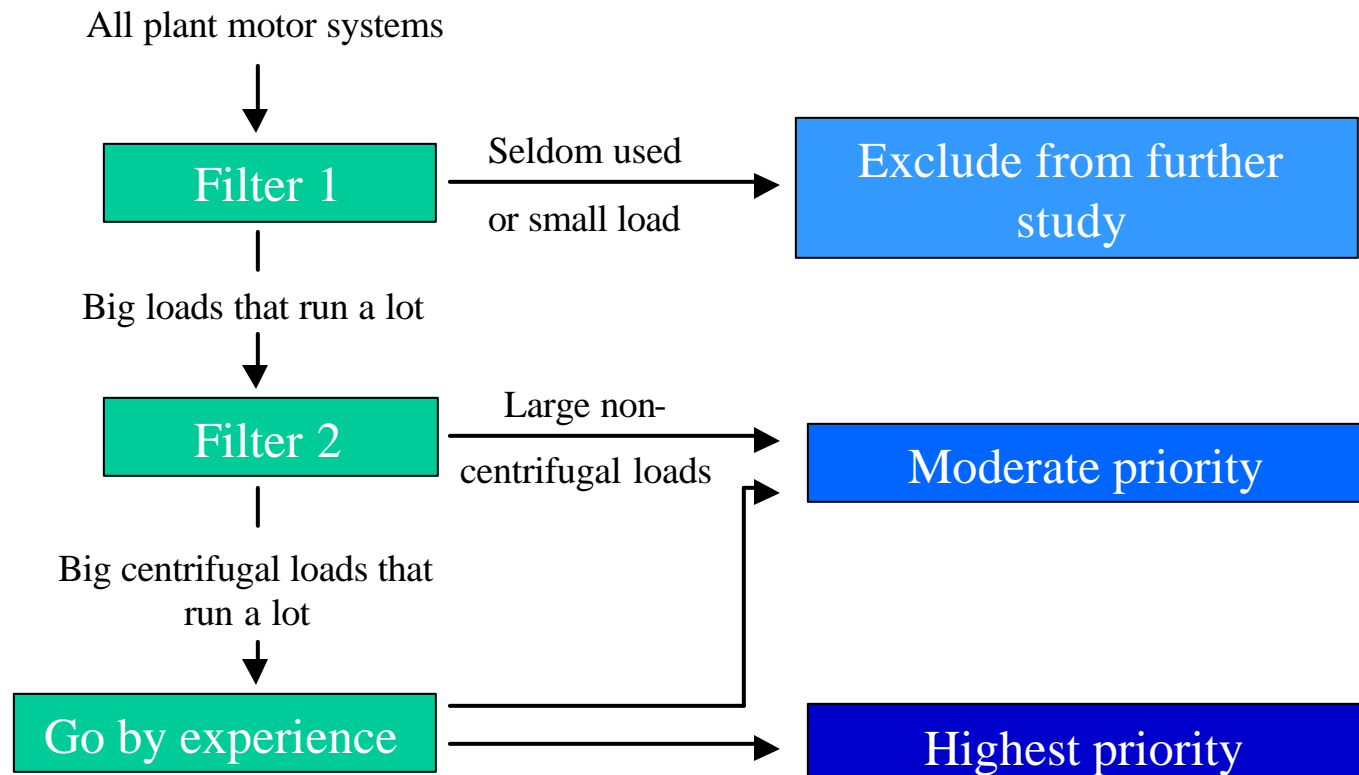 All plant motor systems
Filter 1
Seldom used
or small load
Exclude from further
study
Big loads that run a lot
Filter 2
Large non-
centrifugal loads
Moderate priority
Big centrifugal loads that
run a lot
Go by experience
Highest priority